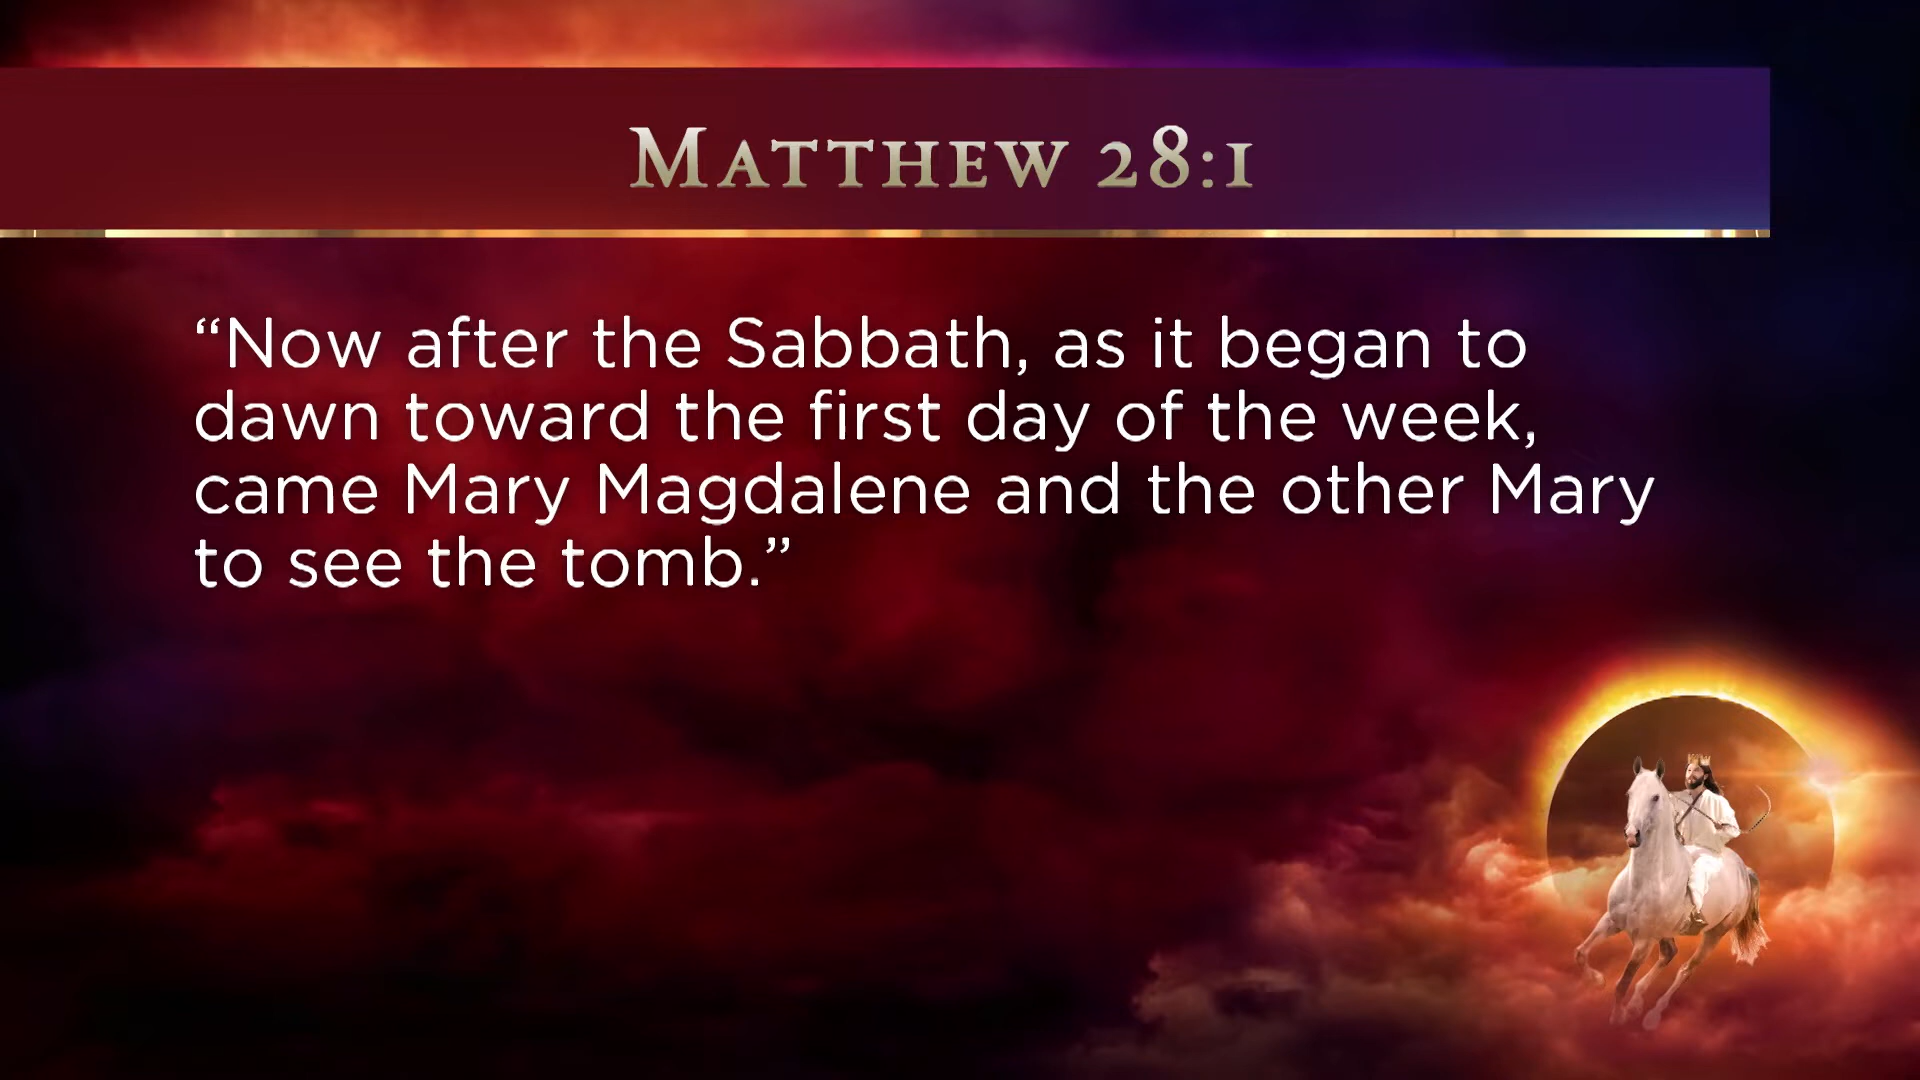 Matthew 28:1
“Now after the Sabbath, as it began to
dawn toward the first day of the week,
came Mary Magdalene and the other Mary
to see the tomb.”